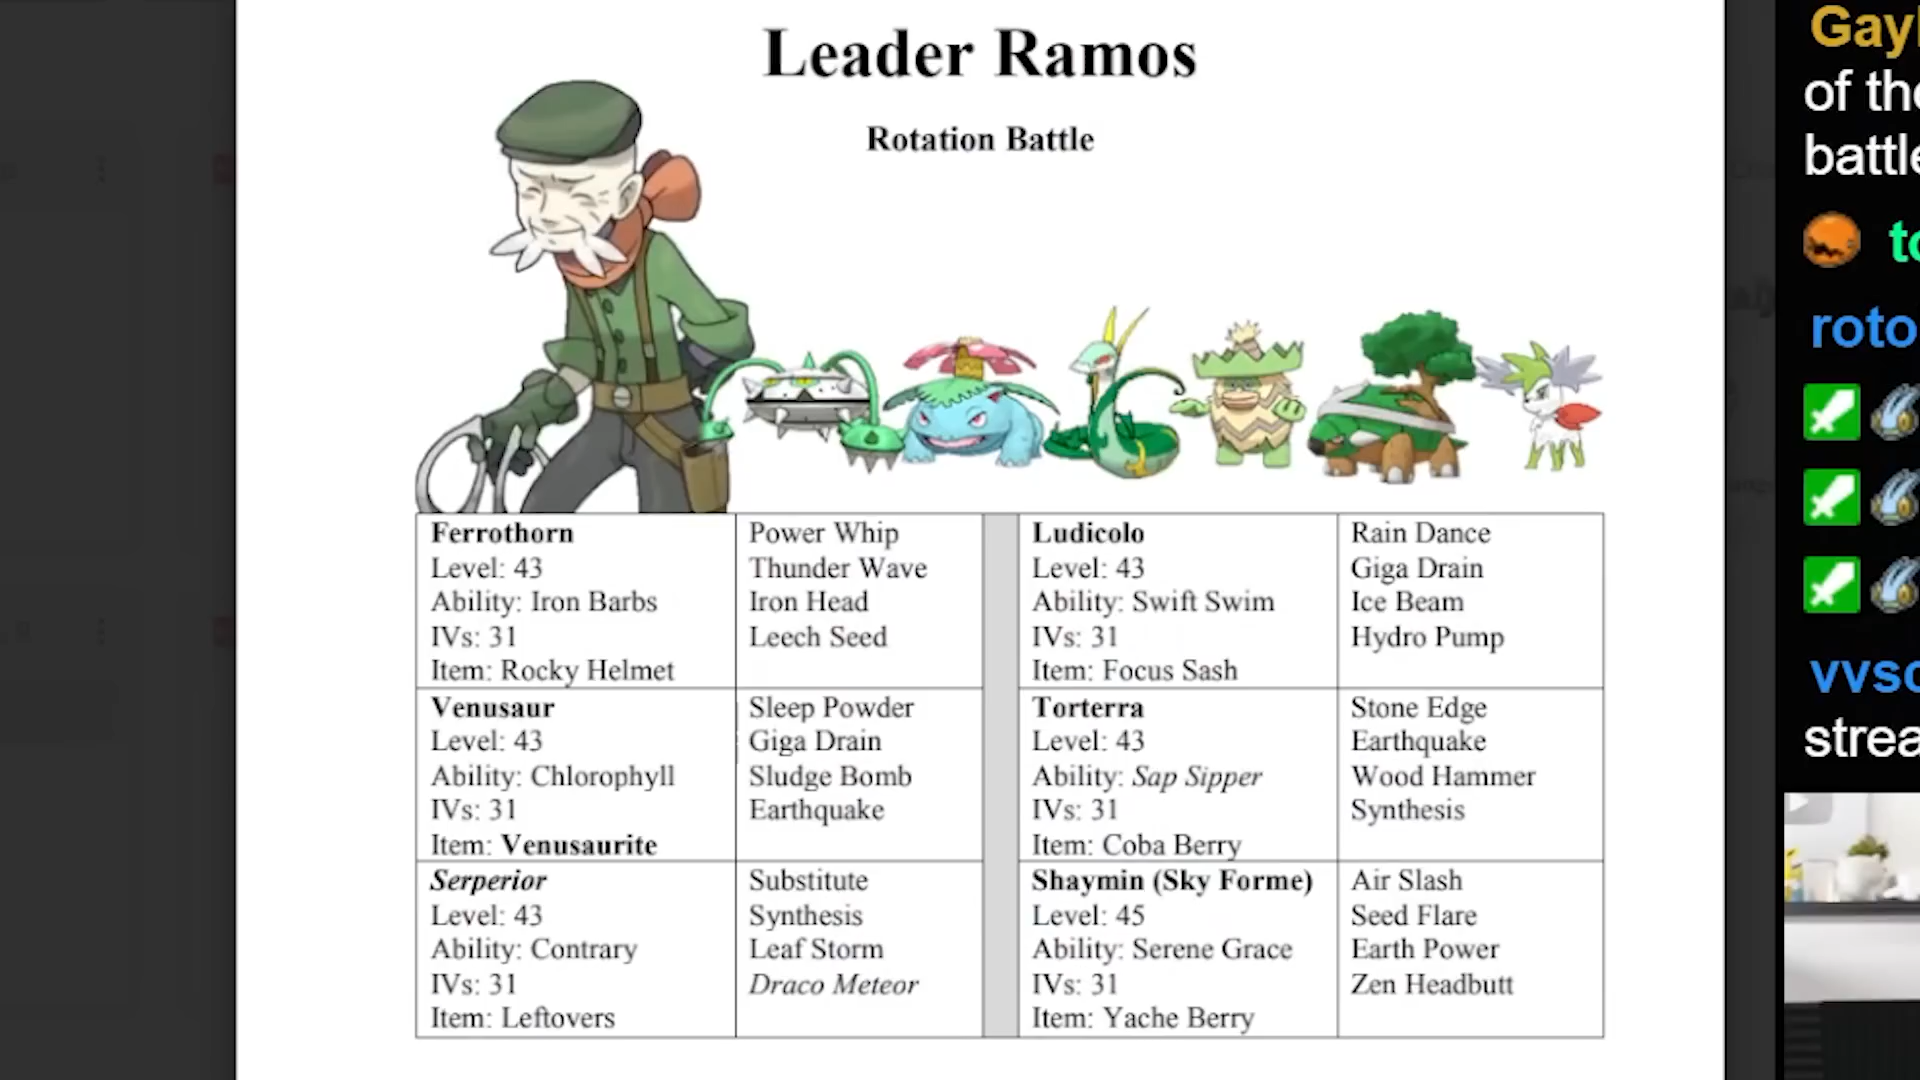 Leader Ramos
Rotation Battle
Ferrothorn
Level: 43
Ability: Iron Barbs
IVs: 31
Item: Rocky Helmet
Power Whip
Thunder Wave
Iron Head
Leech Seed
Ludicolo
Level: 43
Ability: Swift Swim
IVs: 31
Item: Focus Sash
Rain Dance
Giga Drain
Ice Beam
Hydro Pump
Venusaur
Level: 43
Ability: Chlorophyll
IVs: 31
Item: Venusaurite
Sleep Powder
Giga Drain
Sludge Bomb
Earthquake
Torterra
Level: 43
Ability: Sap Sipper
IVs: 31
Item: Coba Berry
Stone Edge
Earthquake
Wood Hammer
Synthesis
Serperior
Level: 43
Ability: Contrary
IVs: 31
Item: Leftovers
Substitute
Synthesis
Leaf Storm
Draco Meteor
Shaymin (Sky Forme)
Level: 45
Ability: Serene Grace
IVs: 31
Item: Yache Berry
Air Slash
Seed Flare
Earth Power
Zen Headbutt
of
battle
roto